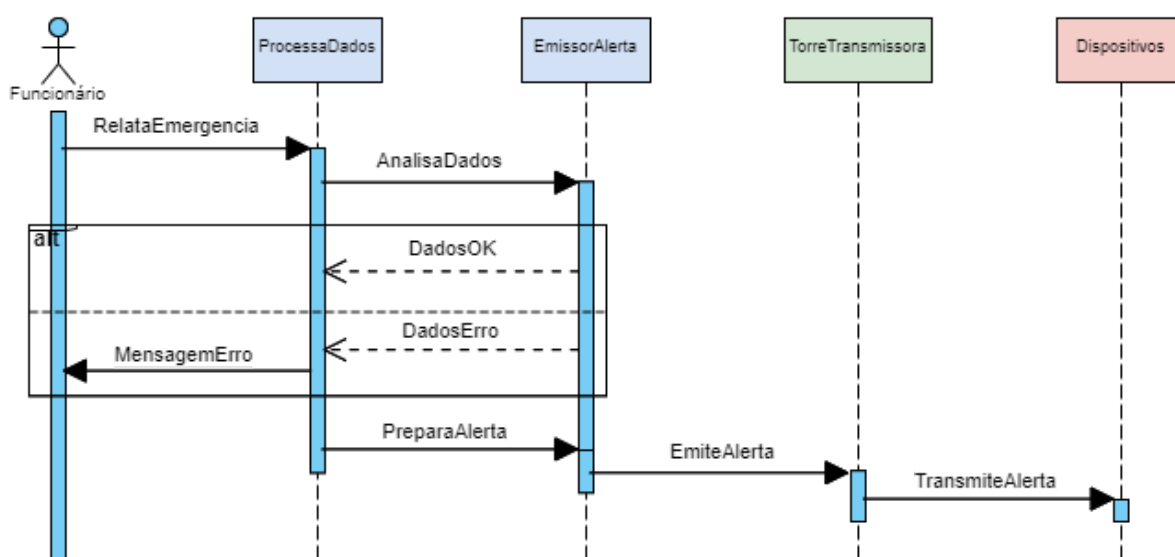 ProcessaDados
EmissorAlerta
TorreTransmissora
Dispositivos
Funcionário
RelataEmergencia
AnalisaDados
alt
DadosOK
DadosErro
MensagemErro
PreparaAlerta
EmiteAlerta
TransmiteAlerta